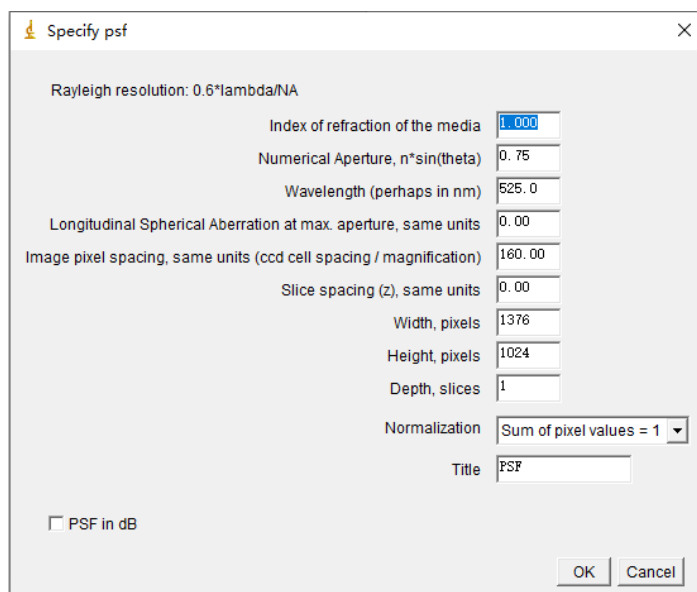 Specify psf
Rayleigh resolution: 0.6*lambda/NA
Index of refraction of the media 1.000
Numerical Aperture, n*sin(theta) 0.75
Wavelength (perhaps in nm) 525.0
Longitudinal Spherical Aberration at max. aperture, same units 0.00
Image pixel spacing, same units (ccd cell spacing / magnification) 160.00
Slice spacing (z), same units 0.00
Width, pixels 1376
Height, pixels 1024
Depth, slices 1
Normalization Sum of pixel values = 1
Title PSF
PSF in dB
OK Cancel